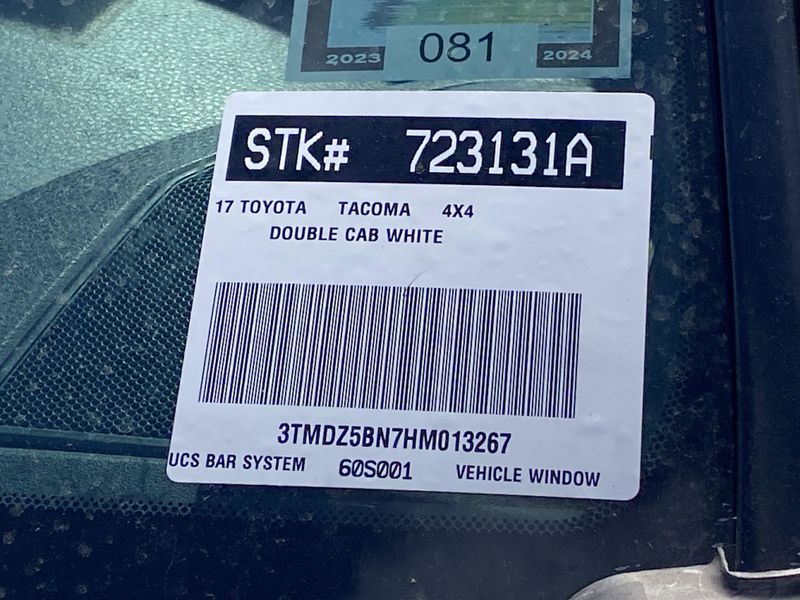 2023 081 2024
STK# 723131A
17 TOYOTA TACOMA 4X4
DOUBLE CAB WHITE
3TMDZ5BN7HM013267
UCS BAR SYSTEM 60S001 VEHICLE WINDOW